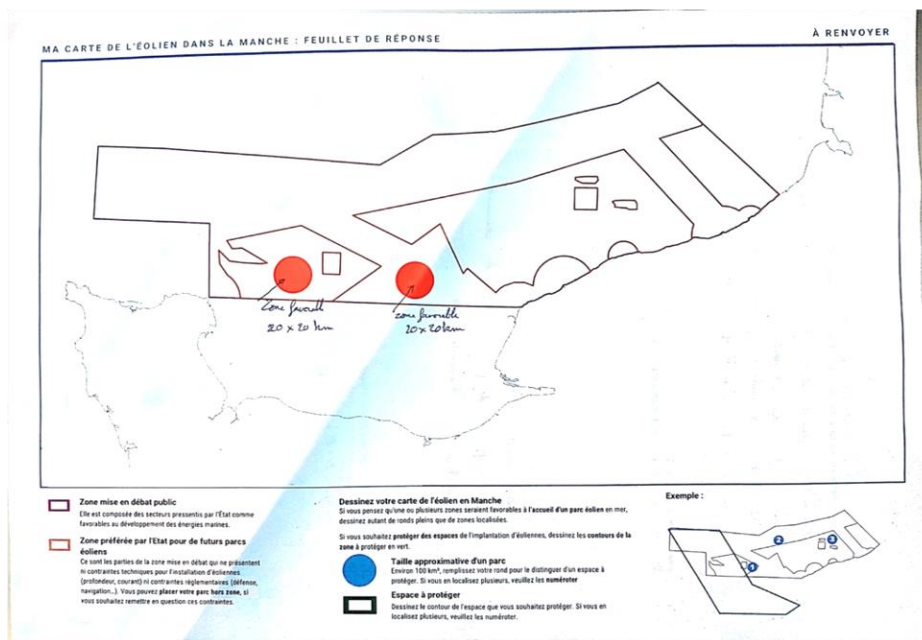 MA CARTE DE L'ÉOLIEN DANS LA MANCHE : FEUILLET DE RÉPONSE
À RENVOYER
Zone favorable
20 x 20 km
zone favorable
20 x 20 km
Zone mise en débat public
Elle est composée des secteurs pressentis par l'État comme
favorables au développement des énergies marines.
Zone préférée par l'Etat pour de futurs parcs
éoliens
Ce sont les parties de la zone mise en débat qui ne présentent
ni contraintes techniques pour l'installation d'éoliennes
(profondeur, courant) ni contraintes réglementaires (défense,
navigation...). Vous pouvez placer votre parc hors zone, si
vous souhaitez remettre en question ces contraintes.
Dessinez votre carte de l'éolien en Manche
Si vous pensez qu'une ou plusieurs zones seraient favorables à l'accueil d'un parc éolien en mer,
dessinez autant de ronds pleins que de zones localisées.
Si vous souhaitez protéger des espaces de l'implantation d'éoliennes, dessinez les contours de la
zone à protéger en vert.
Taille approximative d'un parc
Environ 100 km², remplissez votre rond pour le distinguer d'un espace à
protéger. Si vous en localisez plusieurs, veuillez les numéroter
Espace à protéger
Dessinez le contour de l'espace que vous souhaitez protéger. Si vous en
localisez plusieurs, veuillez les numéroter.
Exemple :
2
3
1